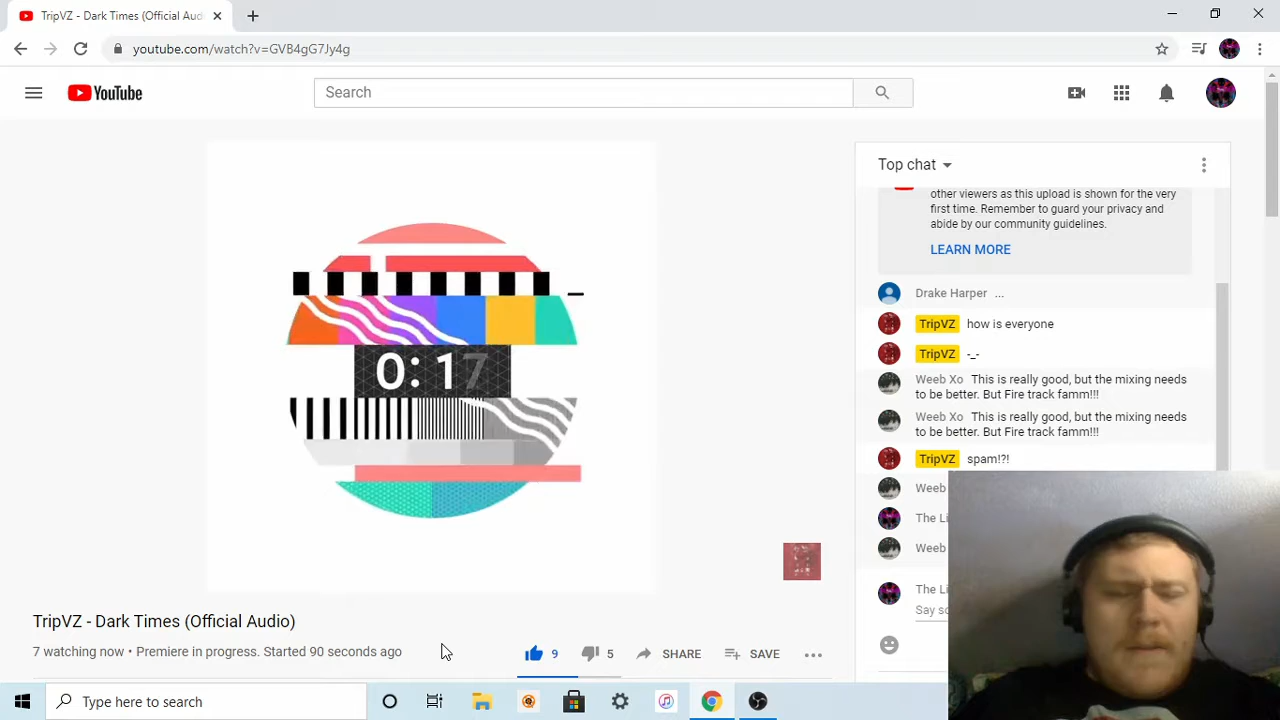 TripVZ - Dark Times (Official Aud
youtube.com/watch?v=GVB4gG7Jy4g
YouTube
Search
Top chat
other viewers as this upload is shown for the very
first time. Remember to guard your privacy and
abide by our community guidelines.
LEARN MORE
Drake Harper ...
TripVZ how is everyone
TripVZ -_-
Weeb Xo This is really good, but the mixing needs
to be better. But Fire track famm!!!
Weeb Xo This is really good, but the mixing needs
to be better. But Fire track famm!!!
TripVZ spam!?!
Weeb
The Li
Weeb
The Li
Say so
0:17
TripVZ - Dark Times (Official Audio)
7 watching now • Premiere in progress. Started 90 seconds ago
9 5 SHARE SAVE
Type here to search